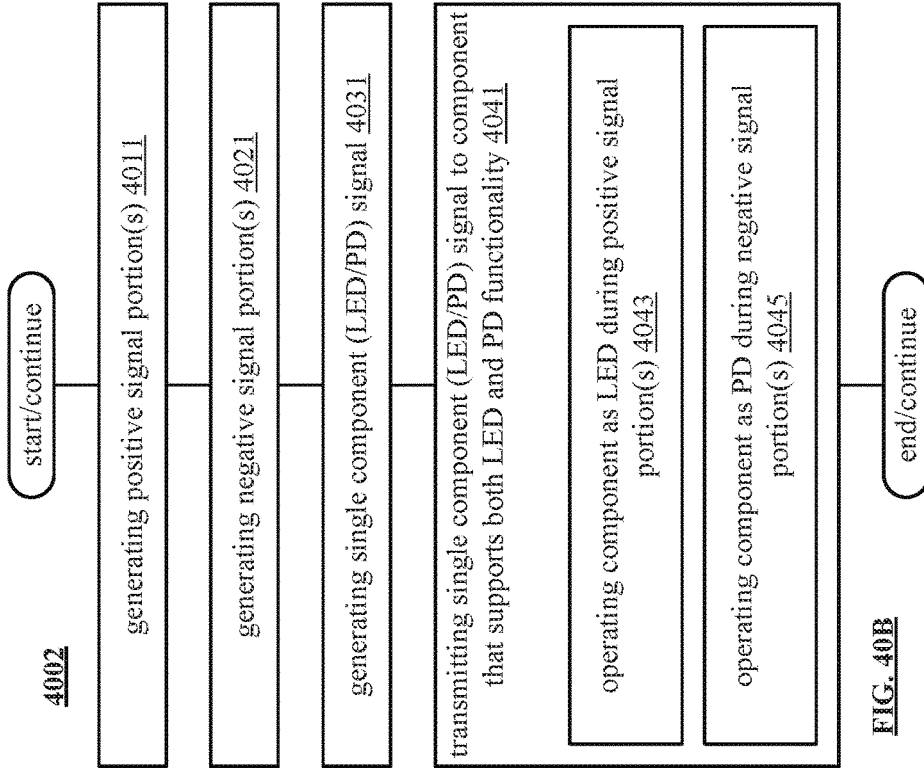 4002
start/continue
generating positive signal portion(s) 4011
generating negative signal portion(s) 4021
generating single component (LED/PD) signal 4031
transmitting single component (LED/PD) signal to component
that supports both LED and PD functionality 4041
operating component as LED during positive signal
portion(s) 4043
operating component as PD during negative signal
portion(s) 4045
end/continue
FIG. 40B